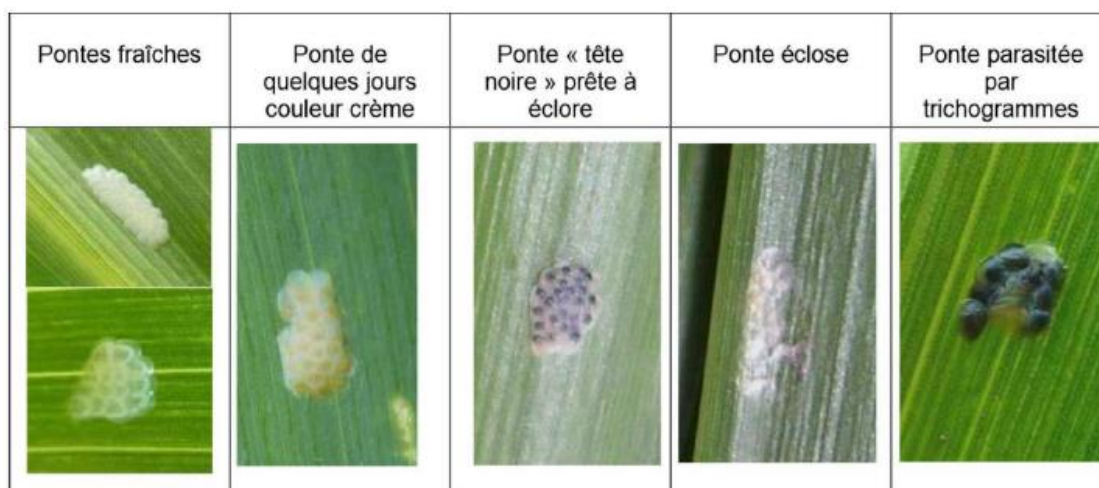 Pontes fraîches
Ponte de
quelques jours
couleur crème
Ponte « tête
noire » prête à
éclore
Ponte éclose
Ponte parasitée
par
trichogrammes